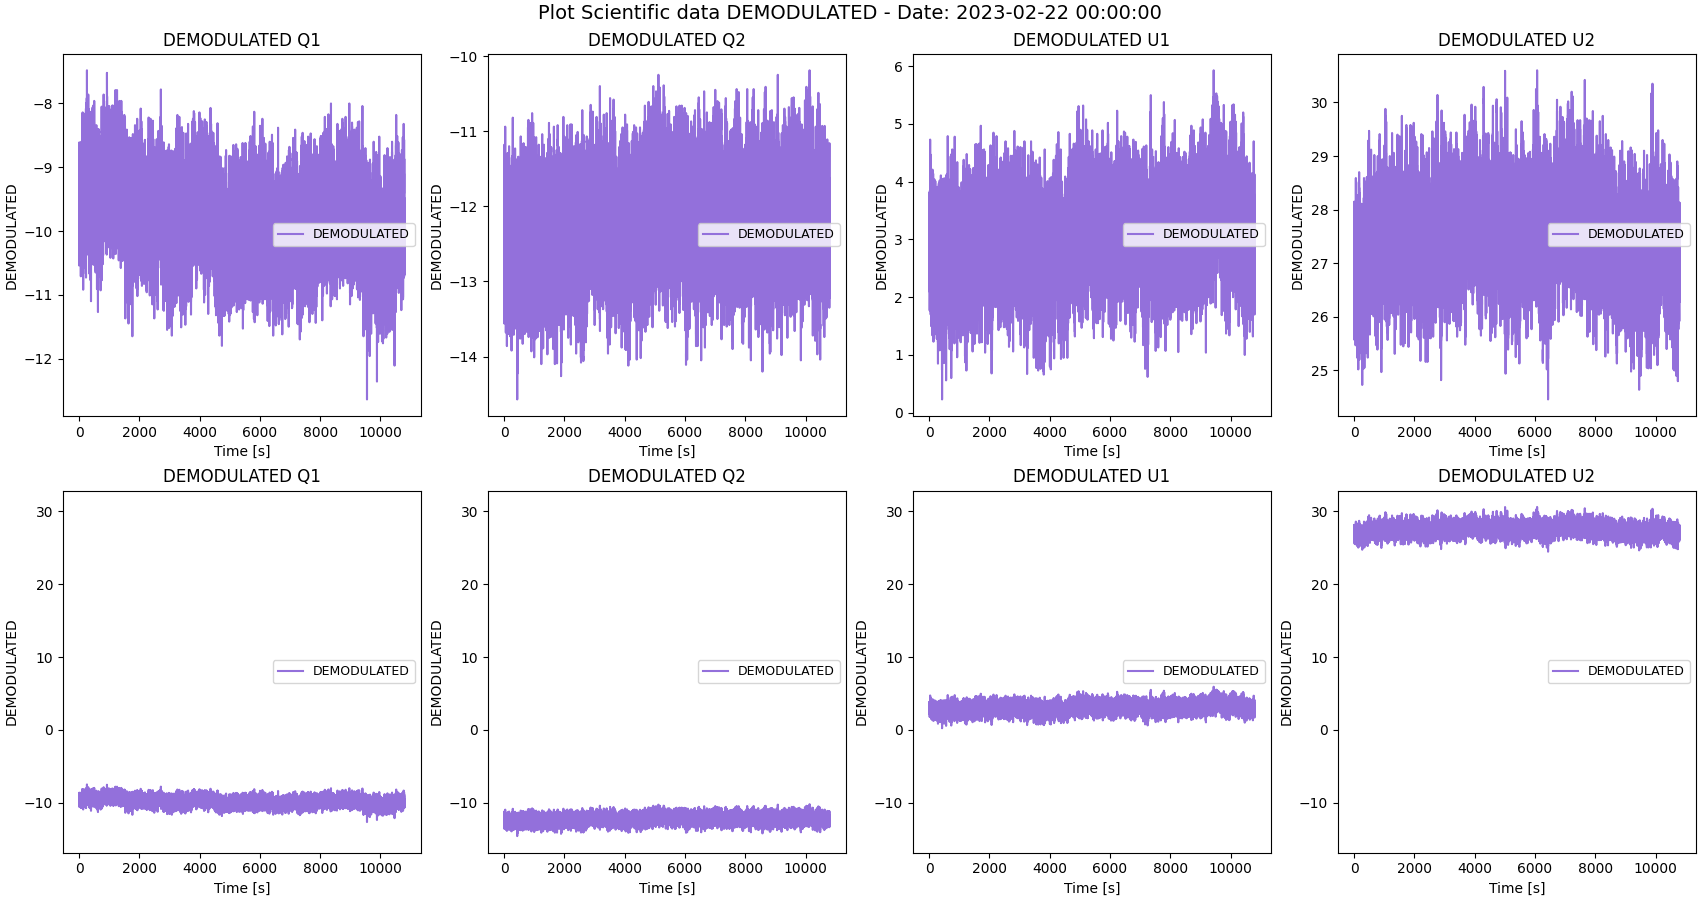 Plot Scientific data DEMODULATED - Date: 2023-02-22 00:00:00
DEMODULATED Q1
DEMODULATED
−8
−9
−10
−11
−12
DEMODULATED
0 2000 4000 6000 8000 10000
Time [s]
DEMODULATED Q2
DEMODULATED
−10
−11
−12
−13
−14
DEMODULATED
0 2000 4000 6000 8000 10000
Time [s]
DEMODULATED U1
DEMODULATED
6
5
4
3
2
1
0
DEMODULATED
0 2000 4000 6000 8000 10000
Time [s]
DEMODULATED U2
DEMODULATED
30
29
28
27
26
25
DEMODULATED
0 2000 4000 6000 8000 10000
Time [s]
DEMODULATED Q1
DEMODULATED
30
20
10
0
−10
DEMODULATED
0 2000 4000 6000 8000 10000
Time [s]
DEMODULATED Q2
DEMODULATED
30
20
10
0
−10
DEMODULATED
0 2000 4000 6000 8000 10000
Time [s]
DEMODULATED U1
DEMODULATED
30
20
10
0
−10
DEMODULATED
0 2000 4000 6000 8000 10000
Time [s]
DEMODULATED U2
DEMODULATED
30
20
10
0
−10
DEMODULATED
0 2000 4000 6000 8000 10000
Time [s]